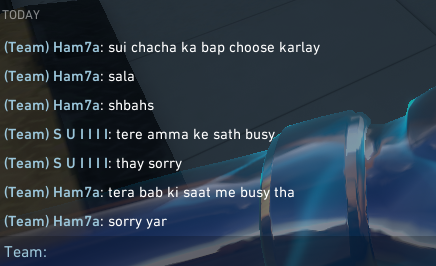 TODAY
(Team) Ham7a: sui chacha ka bap choose karlay
(Team) Ham7a: sala
(Team) Ham7a: shbahs
(Team) S U I I I I: tere amma ke sath busy
(Team) S U I I I I: thay sorry
(Team) Ham7a: tera bab ki saat me busy tha
(Team) Ham7a: sorry yar
Team: